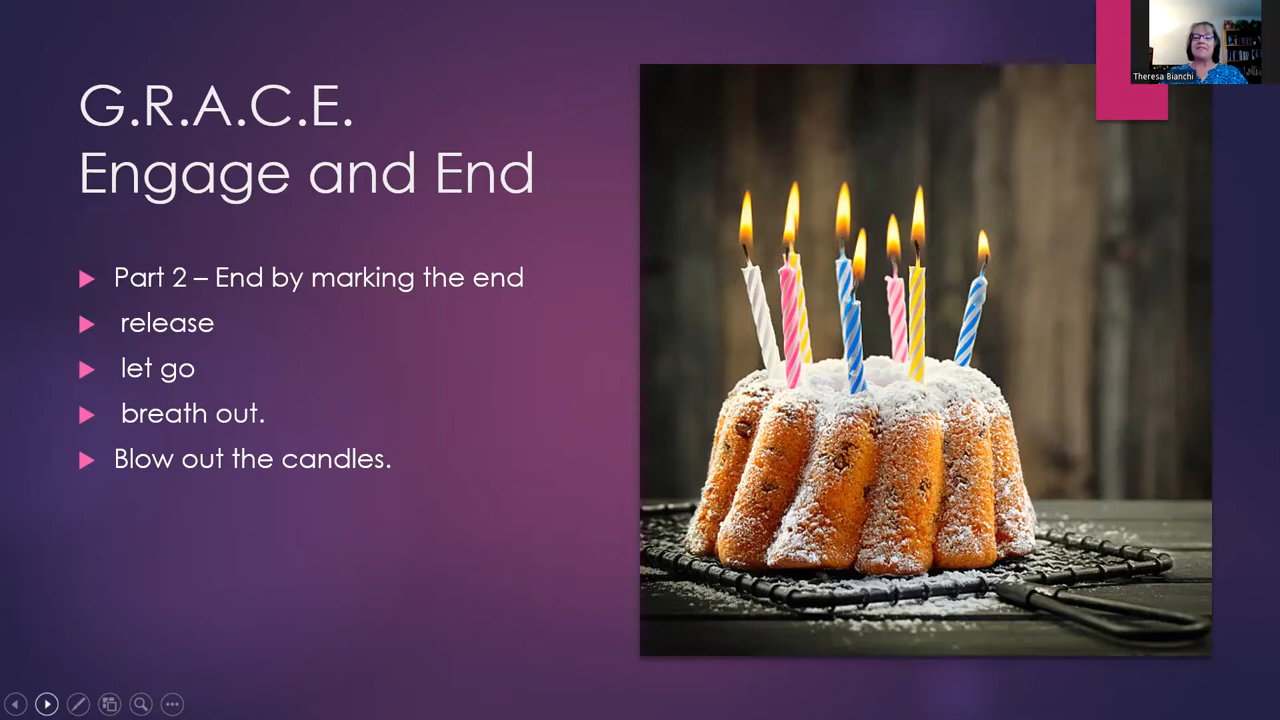 G.R.A.C.E.
Engage and End
Part 2 – End by marking the end
release
let go
breath out.
Blow out the candles.
Theresa Bianchi